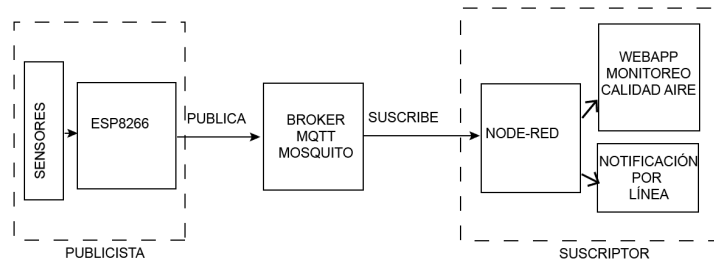 SENSORES
ESP8266
PUBLICA
BROKER
MQTT
MOSQUITO
SUSCRIBE
NODE-RED
WEBAPP
MONITOREO
CALIDAD AIRE
NOTIFICACIÓN
POR
LÍNEA
PUBLICISTA
SUSCRIPTOR